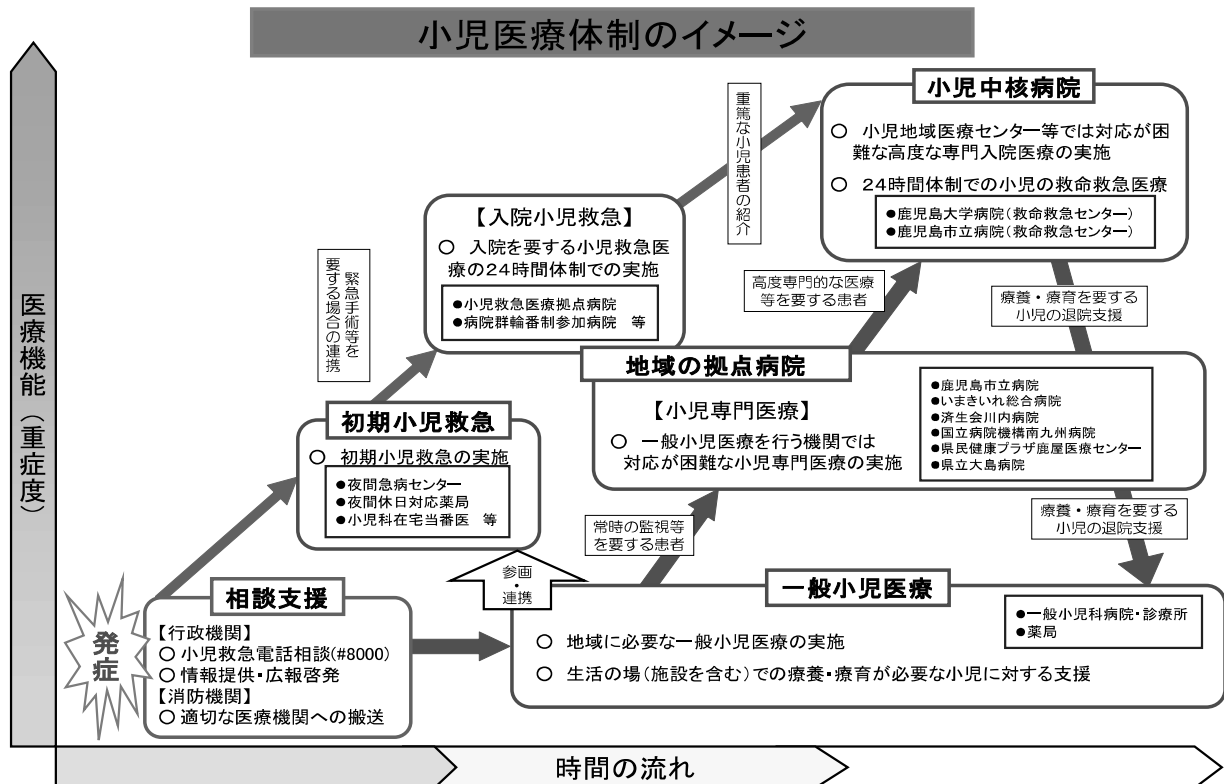 小児医療体制のイメージ
医療機能（重症度）
小児中核病院
○ 小児地域医療センター等では対応が困
難な高度な専門入院医療の実施
○ 24時間体制での小児の救命救急医療
●鹿児島大学病院（救命救急センター）
●鹿児島市立病院（救命救急センター）
重篤な小児患者の紹介
【入院小児救急】
○ 入院を要する小児救急医
療の24時間体制での実施
●小児救急医療拠点病院
●病院群輪番制参加病院 等
緊急手術等を
要する場合の連携
高度専門的な医療
等を要する患者
療養・療育を要する
小児の退院支援
地域の拠点病院
【小児専門医療】
○ 一般小児医療を行う機関では
対応が困難な小児専門医療の実施
●鹿児島市立病院
●いまきいれ総合病院
●済生会川内病院
●国立病院機構南九州病院
●県民健康プラザ鹿屋医療センター
●県立大島病院
初期小児救急
○ 初期小児救急の実施
●夜間急病センター
●夜間休日対応薬局
●小児科在宅当番医 等
常時の監視等
を要する患者
療養・療育を要する
小児の退院支援
参画
・
連携
発症
相談支援
【行政機関】
○ 小児救急電話相談(#8000)
○ 情報提供・広報啓発
【消防機関】
○ 適切な医療機関への搬送
一般小児医療
○ 地域に必要な一般小児医療の実施
○ 生活の場（施設を含む）での療養・療育が必要な小児に対する支援
●一般小児科病院・診療所
●薬局
時間の流れ